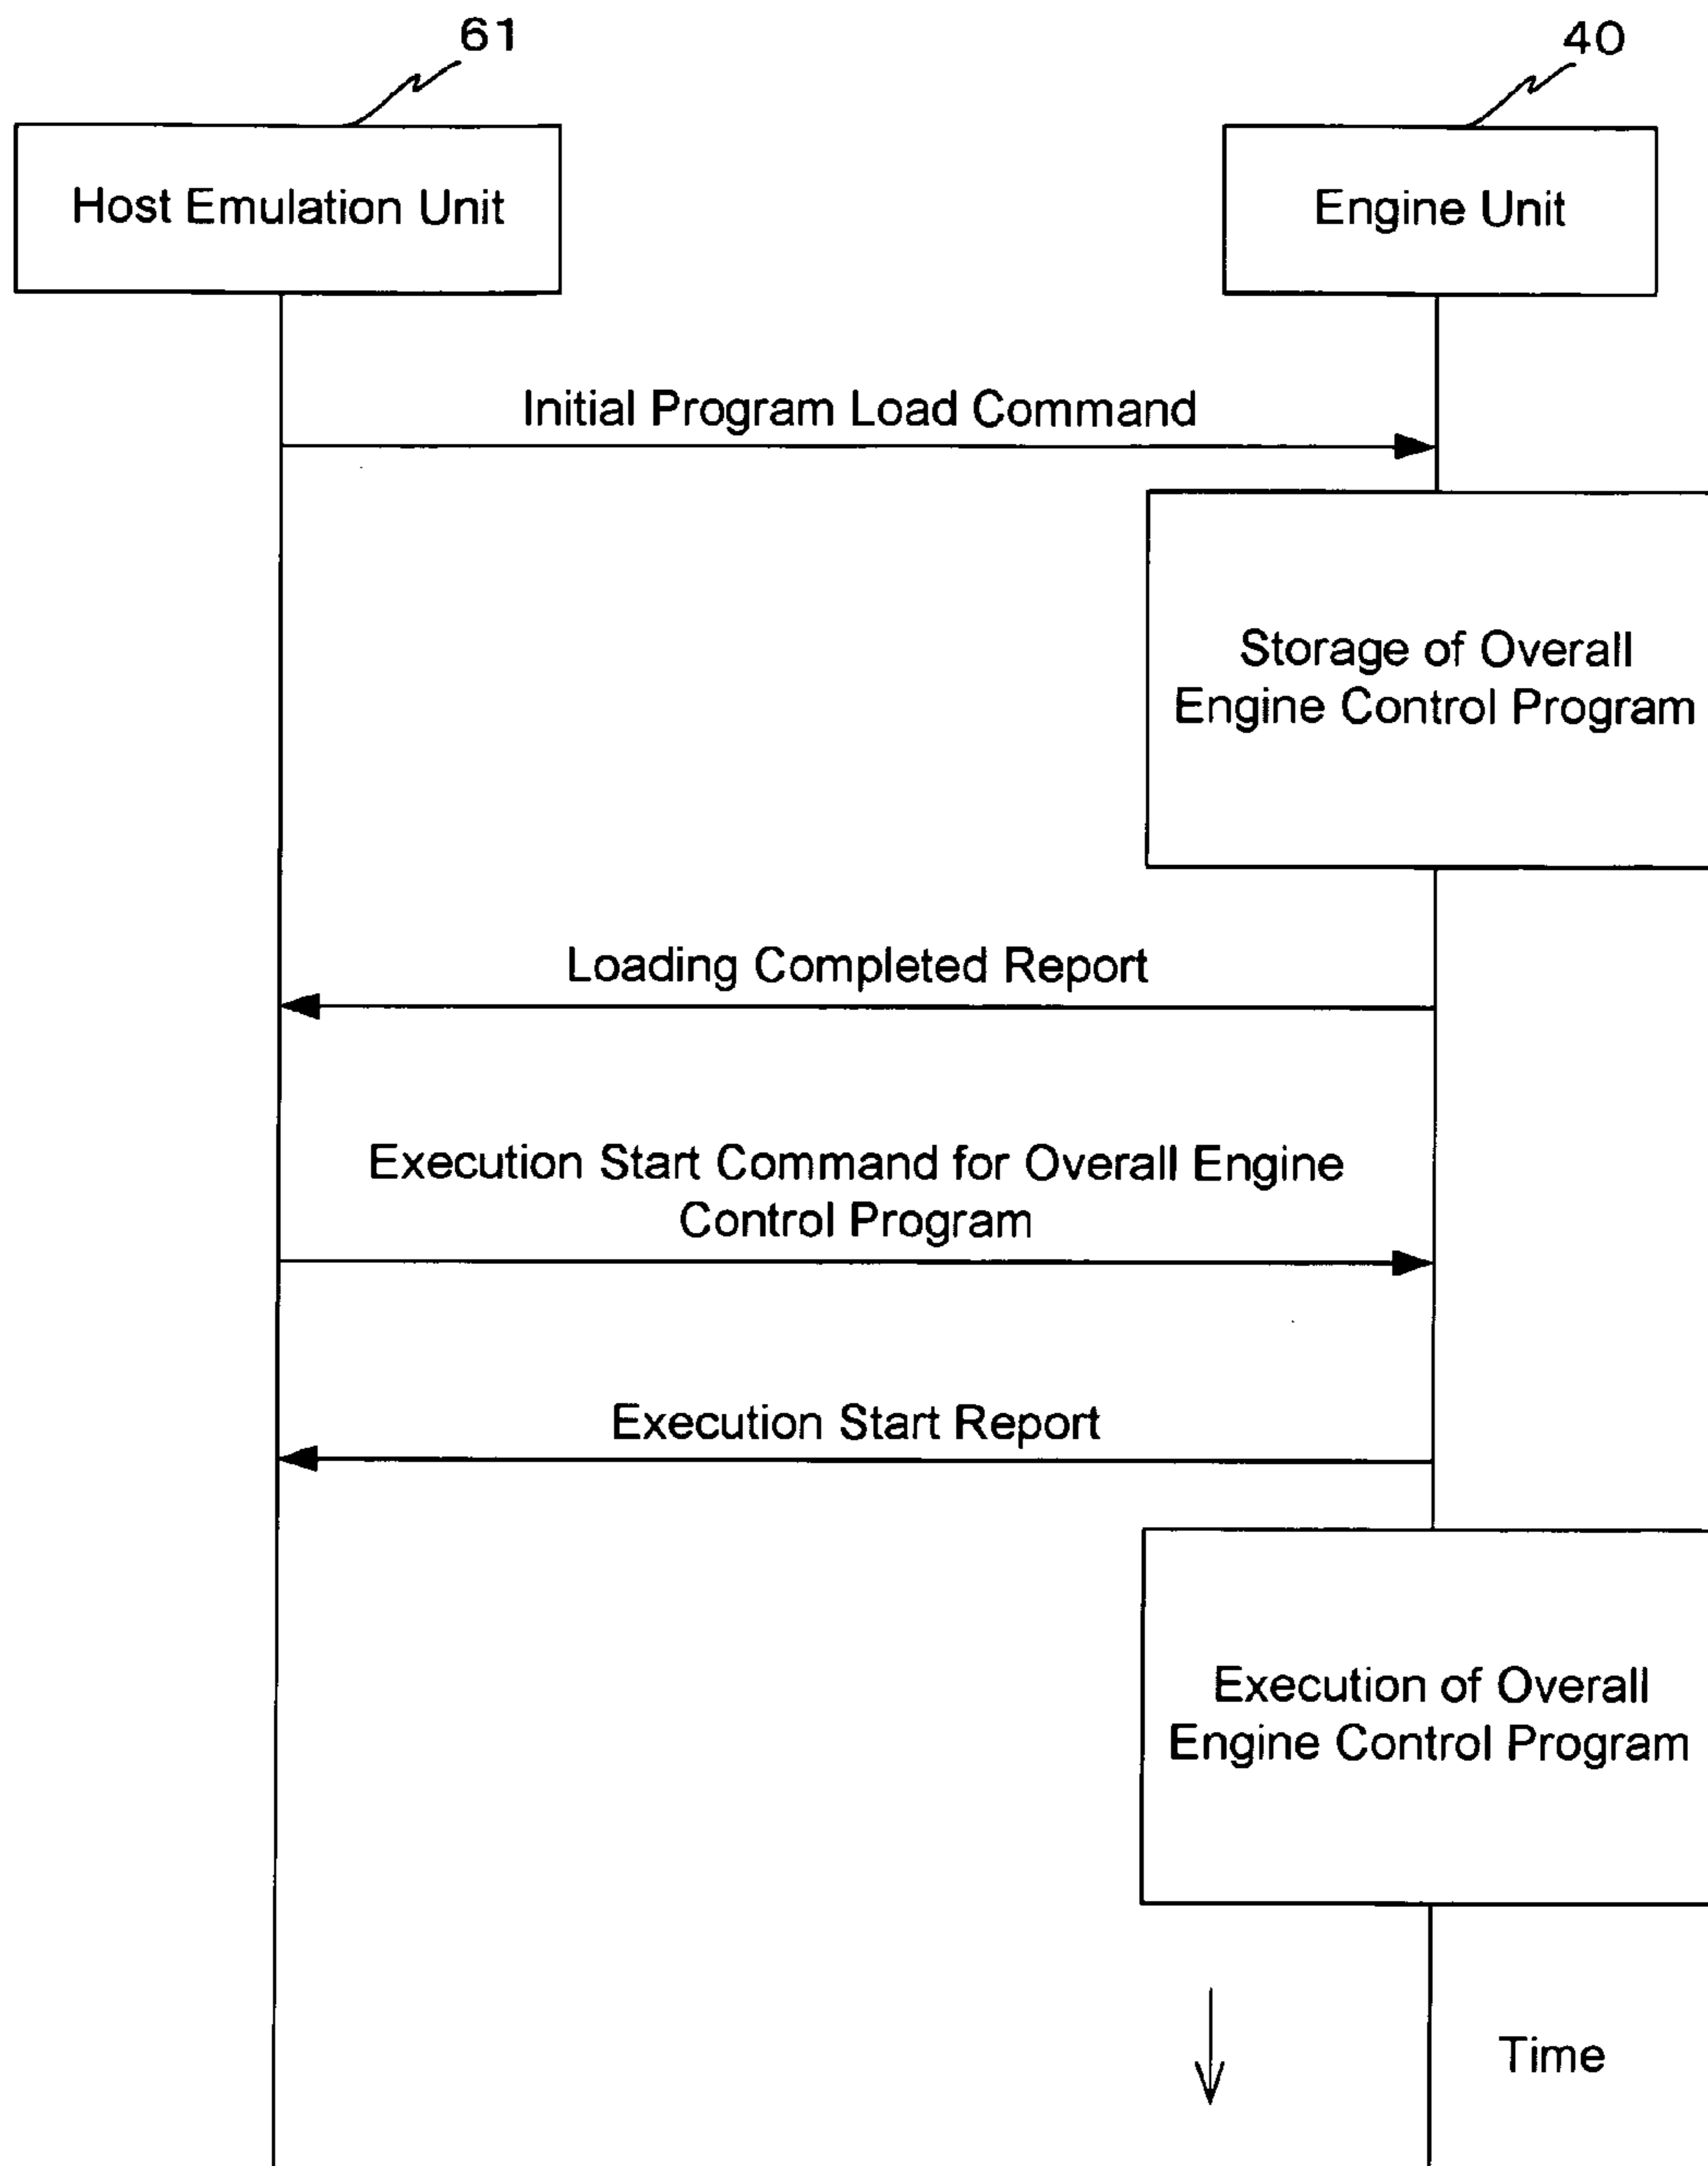 61
40
Host Emulation Unit
Engine Unit
Initial Program Load Command
Storage of Overall
Engine Control Program
Loading Completed Report
Execution Start Command for Overall Engine
Control Program
Execution Start Report
Execution of Overall
Engine Control Program
Time